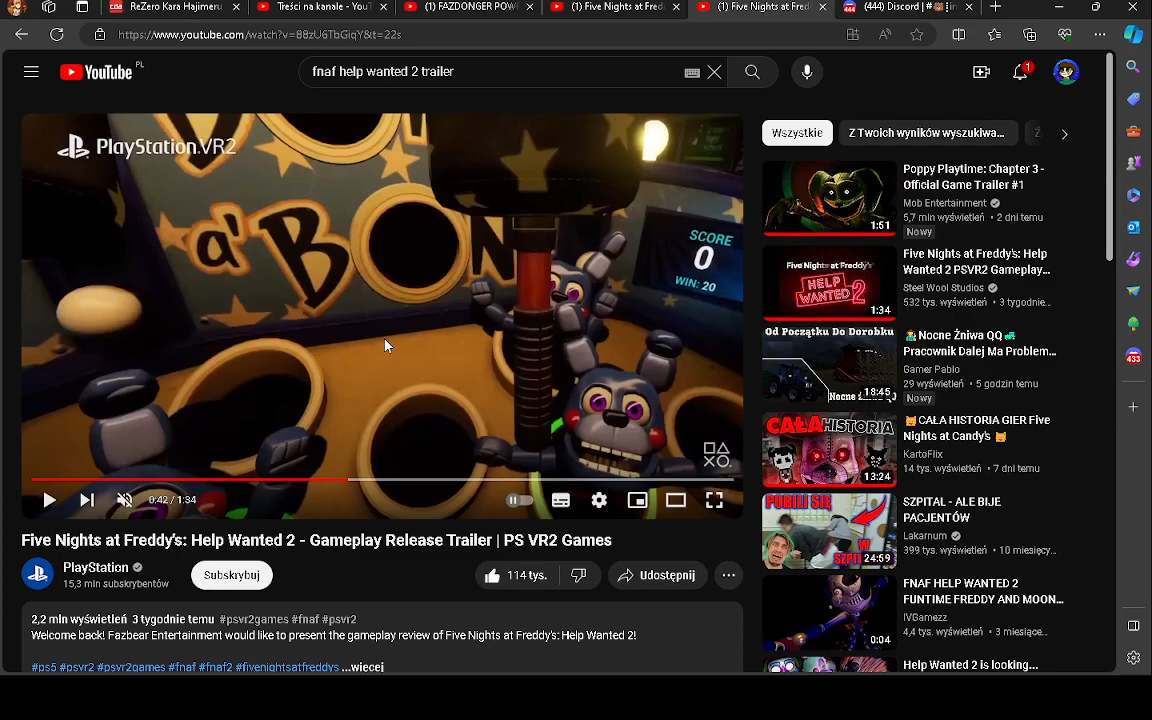 ReZero Kara Hajimeru
Treści na kanale - YouT
(1) FAZDONGER POW
(1) Five Nights at Fred
(1) Five Nights at Fred
(444) Discord | #
https://www.youtube.com/watch?v=88zU6TbGiqY&t=22s
YouTube PL
fnaf help wanted 2 trailer
1
PlayStation.VR2
a' B N
SCORE
0
WIN: 20
0:42 / 1:34
Five Nights at Freddy's: Help Wanted 2 - Gameplay Release Trailer | PS VR2 Games
PlayStation
15,3 mln subskrybentów
Subskrybuj
114 tys.
Udostępnij
2,2 mln wyświetleń 3 tygodnie temu #psvr2games #fnaf #psvr2
Welcome back! Fazbear Entertainment would like to present the gameplay review of Five Nights at Freddy's: Help Wanted 2!
#ps5 #psvr2 #psvr2games #fnaf #fnaf2 #fivenightsatfreddys ...więcej
Wszystkie
Z Twoich wyników wyszukiwa...
Poppy Playtime: Chapter 3 -
Official Game Trailer #1
Mob Entertainment
5,7 mln wyświetleń • 2 dni temu
Nowy
1:51
Five Nights at Freddy's: Help
Wanted 2 PSVR2 Gameplay...
Steel Wool Studios
532 tys. wyświetleń • 3 tygodnie...
Five Nights at Freddy's
HELP
WANTED
2
1:34
Nocne Żniwa QQ
Pracownik Dalej Ma Problem...
Gamer Pablo
29 wyświetleń • 5 godzin temu
Nowy
Od Początku Do Dorobku
18:45
CAŁA HISTORIA GIER Five
Nights at Candy's
KartoFlix
14 tys. wyświetleń • 7 dni temu
CAŁA HISTORIA
13:24
SZPITAL - ALE BIJE
PACJENTÓW
Lakarnum
399 tys. wyświetleń • 10 miesięcy...
POBILI SIĘ
W SZPIT
24:59
FNAF HELP WANTED 2
FUNTIME FREDDY AND MOON...
IVGamezz
4,4 tys. wyświetleń • 3 miesiące...
0:04
Help Wanted 2 is looking...
433